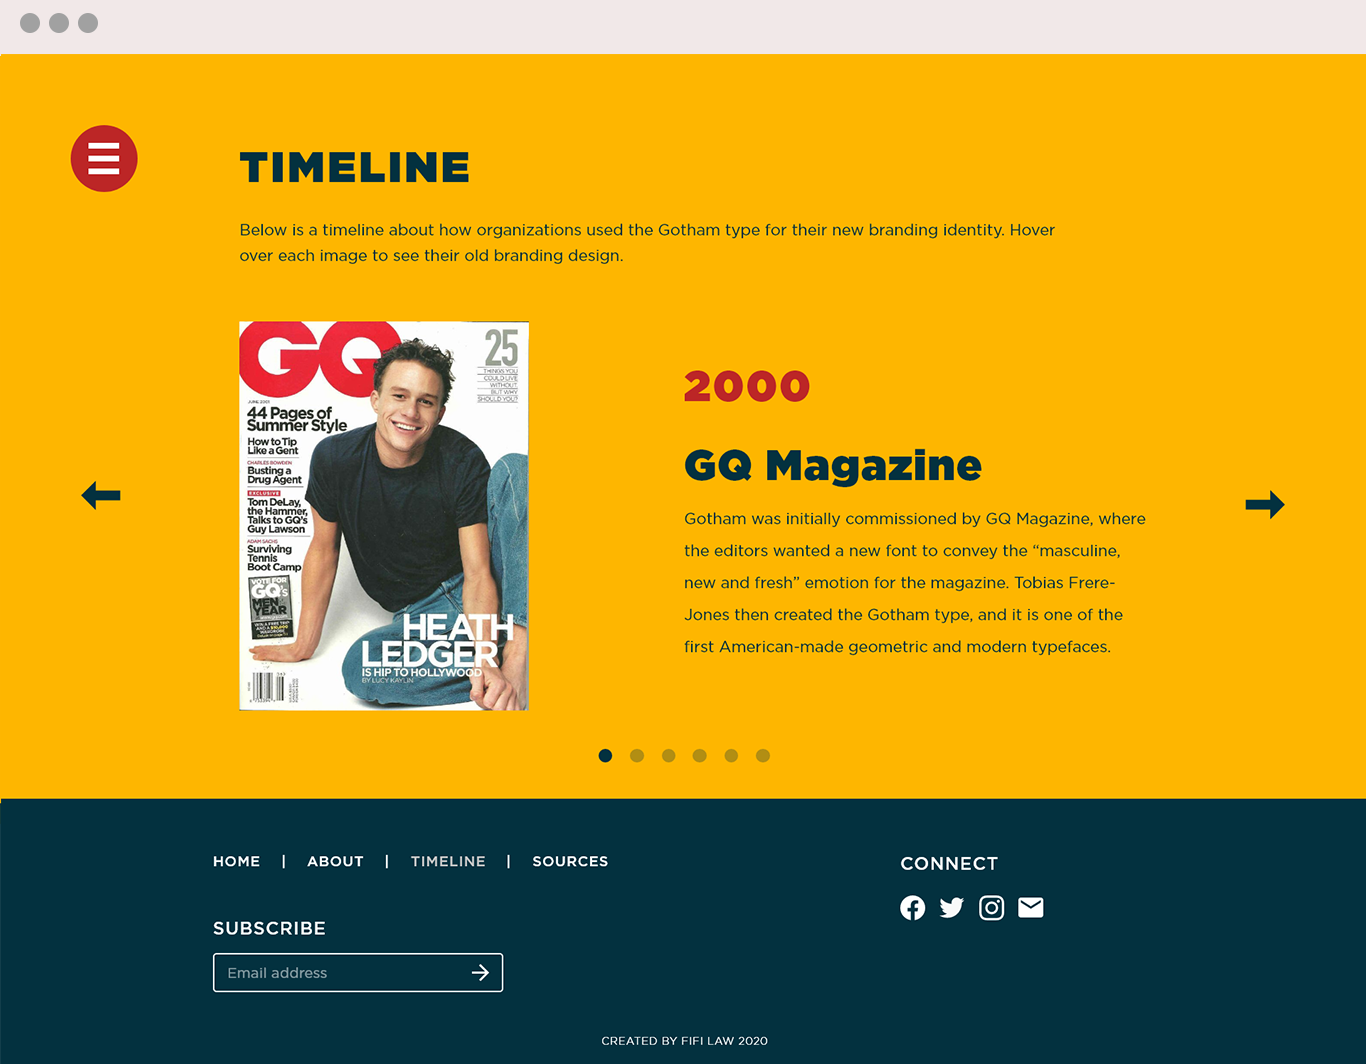 TIMELINE
Below is a timeline about how organizations used the Gotham type for their new branding identity. Hover
over each image to see their old branding design.
GQ
25
THINGS YOU
COULD LIVE
WITHOUT,
BUT WHY
SHOULD YOU?
JUNE 2001
44 Pages of
Summer Style
How to Tip
Like a Gent
CHARLES BOWDEN
Busting a
Drug Agent
EXCLUSIVE
Tom DeLay,
the Hammer,
Talks to GQ's
Guy Lawson
ADAM SACHS
Surviving
Tennis
Boot Camp
VOTE FOR
GQ's
MEN
YEAR
WIN A FREE TRIP
HEATH
LEDGER
IS HIP TO HOLLYWOOD
BY LUCY KAYLIN
2000
GQ Magazine
Gotham was initially commissioned by GQ Magazine, where
the editors wanted a new font to convey the “masculine,
new and fresh” emotion for the magazine. Tobias Frere-
Jones then created the Gotham type, and it is one of the
first American-made geometric and modern typefaces.
HOME | ABOUT | TIMELINE | SOURCES
CONNECT
SUBSCRIBE
Email address
CREATED BY FIFI LAW 2020